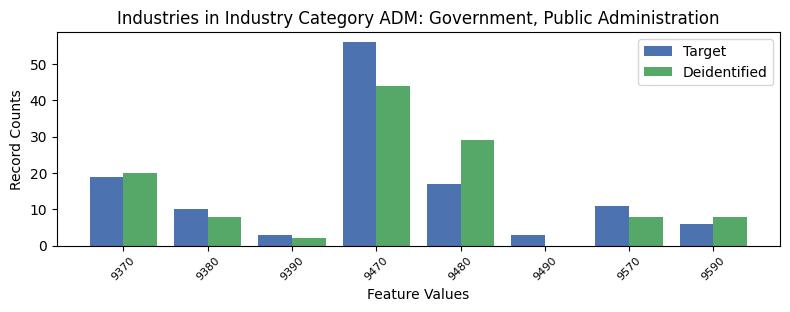 Industries in Industry Category ADM: Government, Public Administration
Target
Deidentified
Record Counts
50
40
30
20
10
0
9370 9380 9390 9470 9480 9490 9570 9590
Feature Values